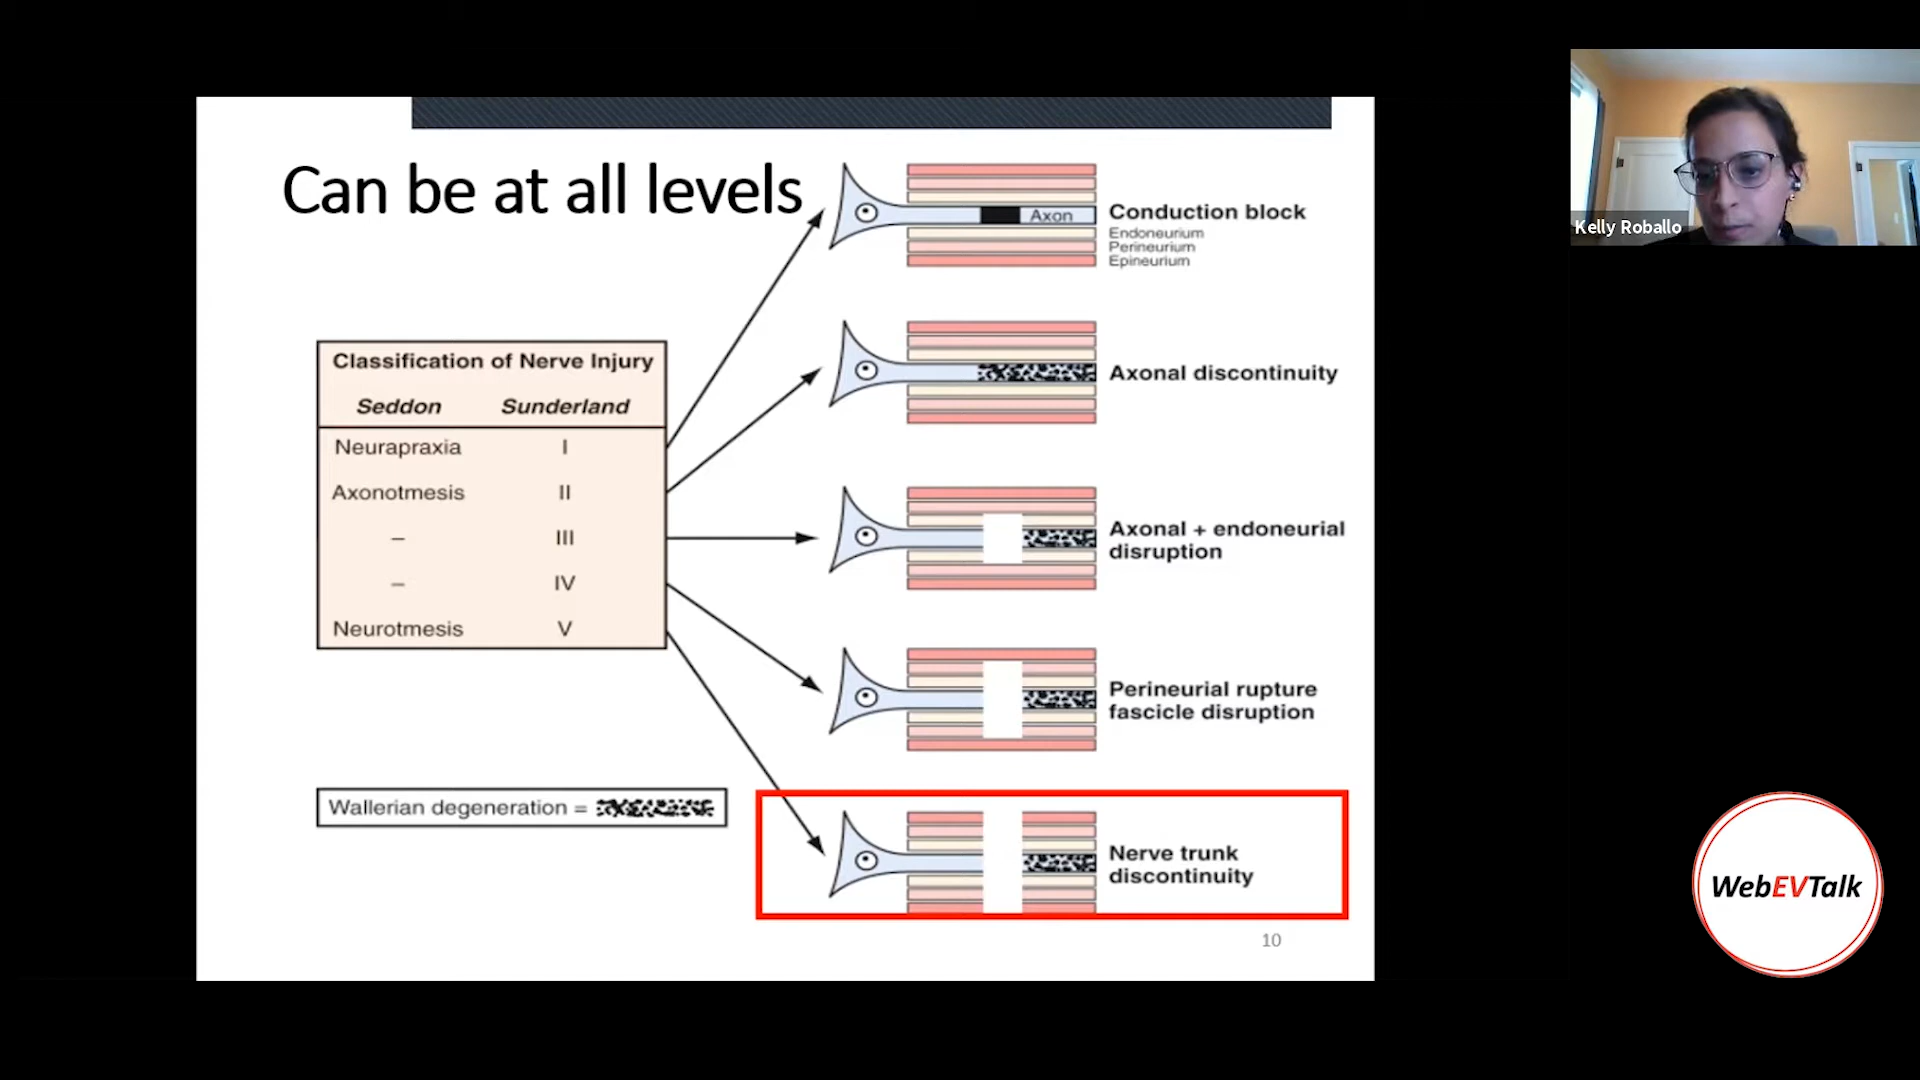 Can be at all levels
Axon
Conduction block
Endoneurium
Perineurium
Epineurium
Kelly Roballo
Classification of Nerve Injury
Seddon Sunderland
Neurapraxia I
Axonotmesis II
– III
– IV
Neurotmesis V
Axonal discontinuity
Axonal + endoneurial
disruption
Perineurial rupture
fascicle disruption
Wallerian degeneration =
Nerve trunk
discontinuity
10
WebEVTalk